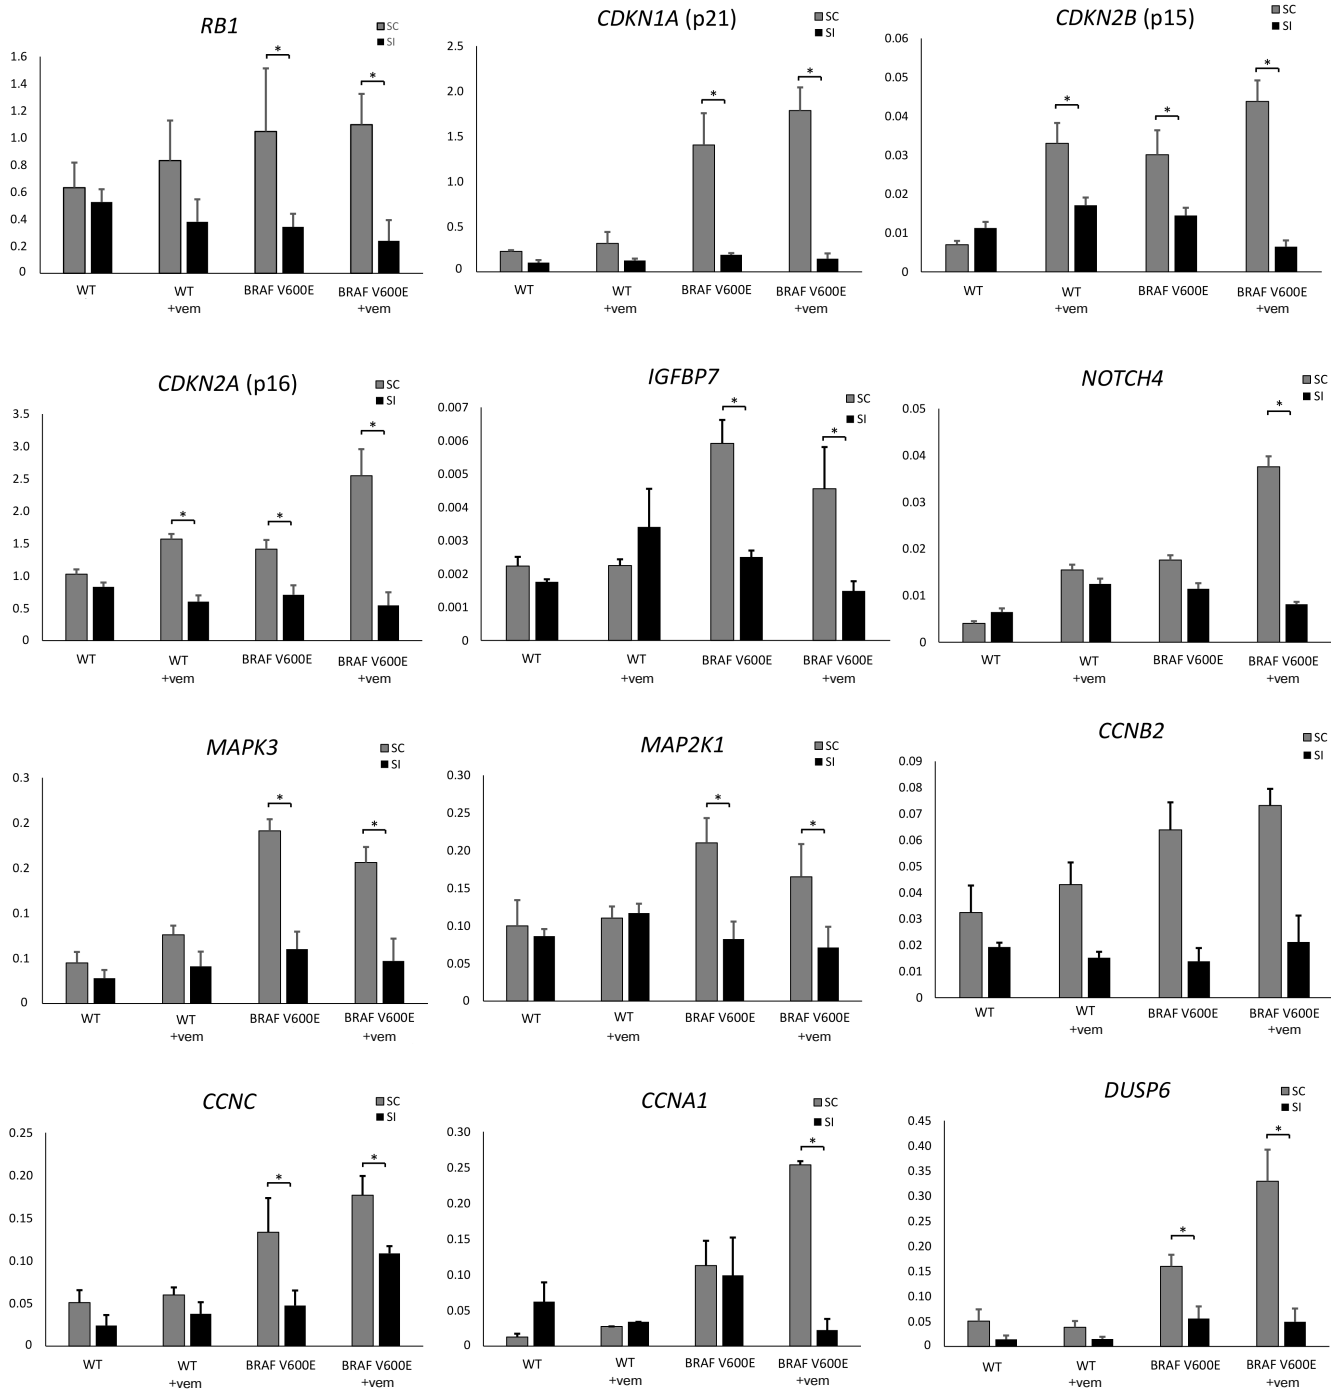 RB1
SC
SI
1.6
1.4
1.2
1.0
0.8
0.6
0.4
0.2
0
*
*
WT
WT
+vem
BRAF V600E
BRAF V600E
+vem
CDKN1A (p21)
SC
SI
2.5
2.0
1.5
1.0
0.5
0
*
*
WT
WT
+vem
BRAF V600E
BRAF V600E
+vem
CDKN2B (p15)
SC
SI
0.06
0.05
0.04
0.03
0.02
0.01
0
*
*
*
WT
WT
+vem
BRAF V600E
BRAF V600E
+vem
CDKN2A (p16)
SC
SI
3.5
3.0
2.5
2.0
1.5
1.0
0.5
0
*
*
*
WT
WT
+vem
BRAF V600E
BRAF V600E
+vem
IGFBP7
SC
SI
0.007
0.006
0.005
0.004
0.003
0.002
0.001
0
*
*
WT
WT
+vem
BRAF V600E
BRAF V600E
+vem
NOTCH4
SC
SI
0.05
0.04
0.03
0.02
0.01
0
*
WT
WT
+vem
BRAF V600E
BRAF V600E
+vem
MAPK3
SC
SI
0.3
0.2
0.2
0.1
0.1
0
*
*
WT
WT
+vem
BRAF V600E
BRAF V600E
+vem
MAP2K1
SC
SI
0.30
0.25
0.20
0.15
0.10
0.05
0
*
*
WT
WT
+vem
BRAF V600E
BRAF V600E
+vem
CCNB2
SC
SI
0.09
0.08
0.07
0.06
0.05
0.04
0.03
0.02
0.01
0
WT
WT
+vem
BRAF V600E
BRAF V600E
+vem
CCNC
SC
SI
0.25
0.20
0.15
0.10
0.05
0
*
*
WT
WT
+vem
BRAF V600E
BRAF V600E
+vem
CCNA1
SC
SI
0.30
0.25
0.20
0.15
0.10
0.05
0
*
WT
WT
+vem
BRAF V600E
BRAF V600E
+vem
DUSP6
SC
SI
0.45
0.40
0.35
0.30
0.25
0.20
0.15
0.10
0.05
0
*
*
WT
WT
+vem
BRAF V600E
BRAF V600E
+vem